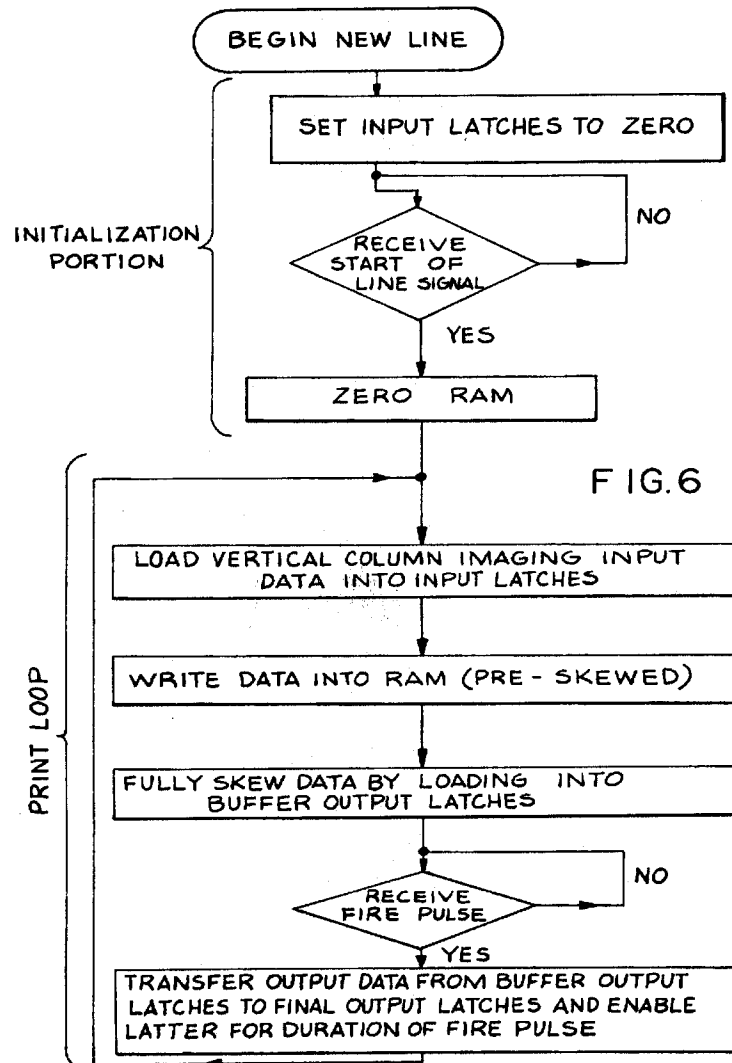 BEGIN NEW LINE
SET INPUT LATCHES TO ZERO
NO
INITIALIZATION
PORTION
RECEIVE
START OF
LINE SIGNAL
YES
ZERO RAM
FIG.6
LOAD VERTICAL COLUMN IMAGING INPUT
DATA INTO INPUT LATCHES
PRINT LOOP
WRITE DATA INTO RAM (PRE-SKEWED)
FULLY SKEW DATA BY LOADING INTO
BUFFER OUTPUT LATCHES
NO
RECEIVE
FIRE PULSE
YES
TRANSFER OUTPUT DATA FROM BUFFER OUTPUT
LATCHES TO FINAL OUTPUT LATCHES AND ENABLE
LATTER FOR DURATION OF FIRE PULSE